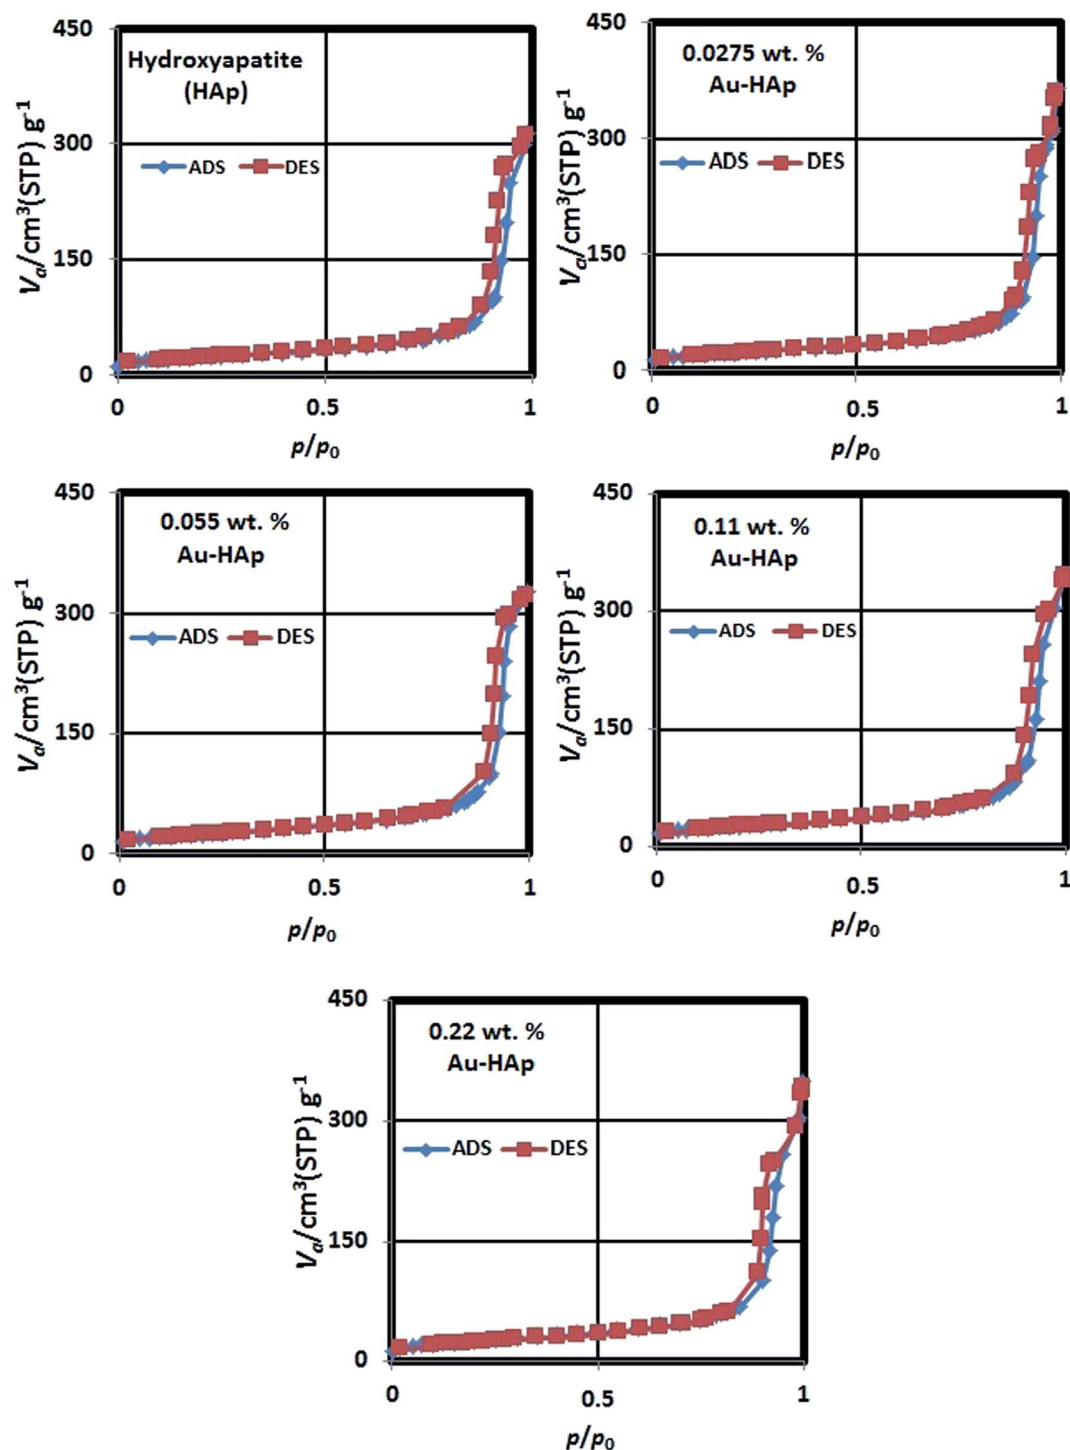 450
300
150
0
Vₐ/cm³(STP) g⁻¹
Hydroxyapatite
(HAp)
ADS DES
0 0.5 1
p/p₀
450
300
150
0
Vₐ/cm³(STP) g⁻¹
0.0275 wt. %
Au-HAp
ADS DES
0 0.5 1
p/p₀
450
300
150
0
Vₐ/cm³(STP) g⁻¹
0.055 wt. %
Au-HAp
ADS DES
0 0.5 1
p/p₀
450
300
150
0
Vₐ/cm³(STP) g⁻¹
0.11 wt. %
Au-HAp
ADS DES
0 0.5 1
p/p₀
450
300
150
0
Vₐ/cm³(STP) g⁻¹
0.22 wt. %
Au-HAp
ADS DES
0 0.5 1
p/p₀